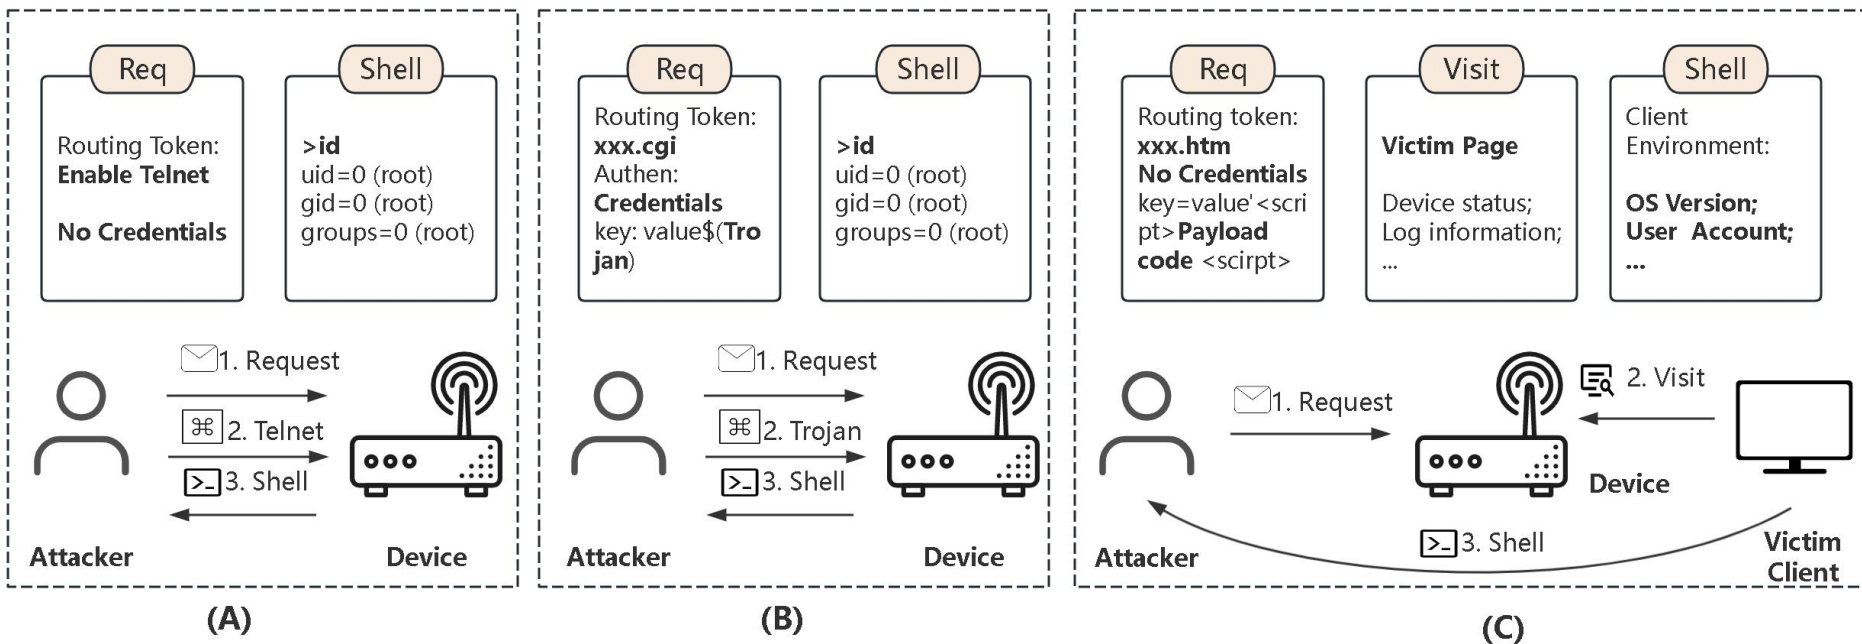 Req
Routing Token:
Enable Telnet
No Credentials
Shell
>id
uid=0 (root)
gid=0 (root)
groups=0 (root)
1. Request
2. Telnet
3. Shell
Attacker
Device
(A)
Req
Routing Token:
xxx.cgi
Authen:
Credentials
key: value$(Tro
jan)
Shell
>id
uid=0 (root)
gid=0 (root)
groups=0 (root)
1. Request
2. Trojan
3. Shell
Attacker
Device
(B)
Req
Routing token:
xxx.htm
No Credentials
key=value'<scri
pt>Payload
code <scirpt>
Visit
Victim Page
Device status;
Log information;
...
Shell
Client
Environment:
OS Version;
User Account;
...
1. Request
2. Visit
Device
3. Shell
Attacker
Victim
Client
(C)